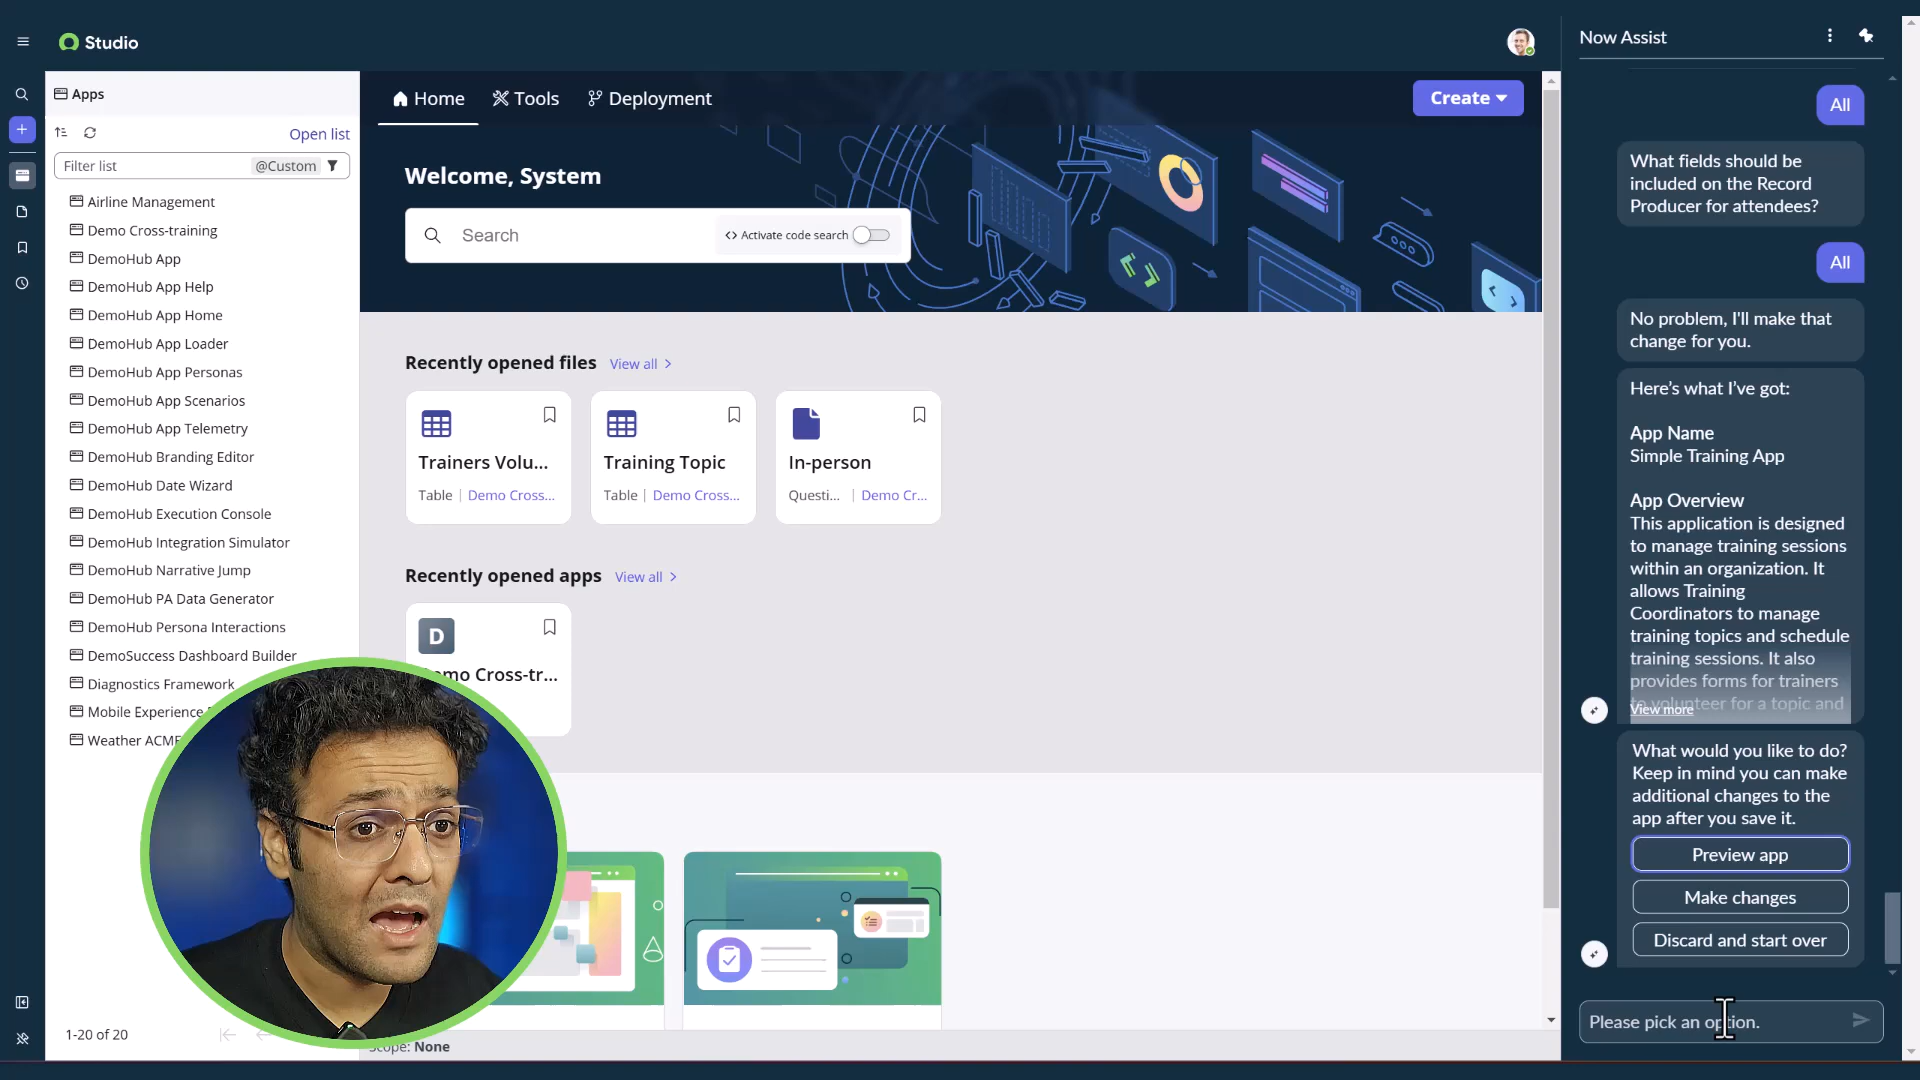 Studio
Apps
Open list
Filter list
@Custom
Airline Management
Demo Cross-training
DemoHub App
DemoHub App Help
DemoHub App Home
DemoHub App Loader
DemoHub App Personas
DemoHub App Scenarios
DemoHub App Telemetry
DemoHub Branding Editor
DemoHub Date Wizard
DemoHub Execution Console
DemoHub Integration Simulator
DemoHub Narrative Jump
DemoHub PA Data Generator
DemoHub Persona Interactions
DemoSuccess Dashboard Builder
Diagnostics Framework
Mobile Experience
Weather ACME
1-20 of 20
Home
Tools
Deployment
Create
Welcome, System
Search
Activate code search
Recently opened files
View all
Trainers Volu...
Table | Demo Cross...
Training Topic
Table | Demo Cross...
In-person
Questi... | Demo Cr...
Recently opened apps
View all
D
Demo Cross-tr...
Scope: None
Now Assist
All
What fields should be
included on the Record
Producer for attendees?
All
No problem, I'll make that
change for you.
Here's what I've got:
App Name
Simple Training App
App Overview
This application is designed
to manage training sessions
within an organization. It
allows Training
Coordinators to manage
training topics and schedule
training sessions. It also
provides forms for trainers
to volunteer for a topic and
View more
What would you like to do?
Keep in mind you can make
additional changes to the
app after you save it.
Preview app
Make changes
Discard and start over
Please pick an option.